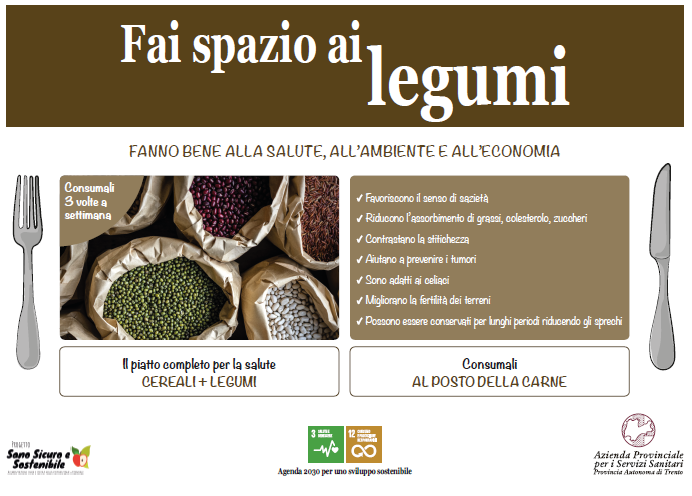 Fai spazio ai
legumi
FANNO BENE ALLA SALUTE, ALL'AMBIENTE E ALL'ECONOMIA
Consumali
3 volte a
settimana
✔ Favoriscono il senso di sazietà
✔ Riducono l'assorbimento di grassi, colesterolo, zuccheri
✔ Contrastano la stitichezza
✔ Aiutano a prevenire i tumori
✔ Sono adatti ai celiaci
✔ Migliorano la fertilità dei terreni
✔ Possono essere conservati per lunghi periodi riducendo gli sprechi
Il piatto completo per la salute
CEREALI + LEGUMI
Consumali
AL POSTO DELLA CARNE
PROGETTO
Sano Sicuro e
Sostenibile
3
12
Agenda 2030 per uno sviluppo sostenibile
Azienda Provinciale
per i Servizi Sanitari
Provincia Autonoma di Trento